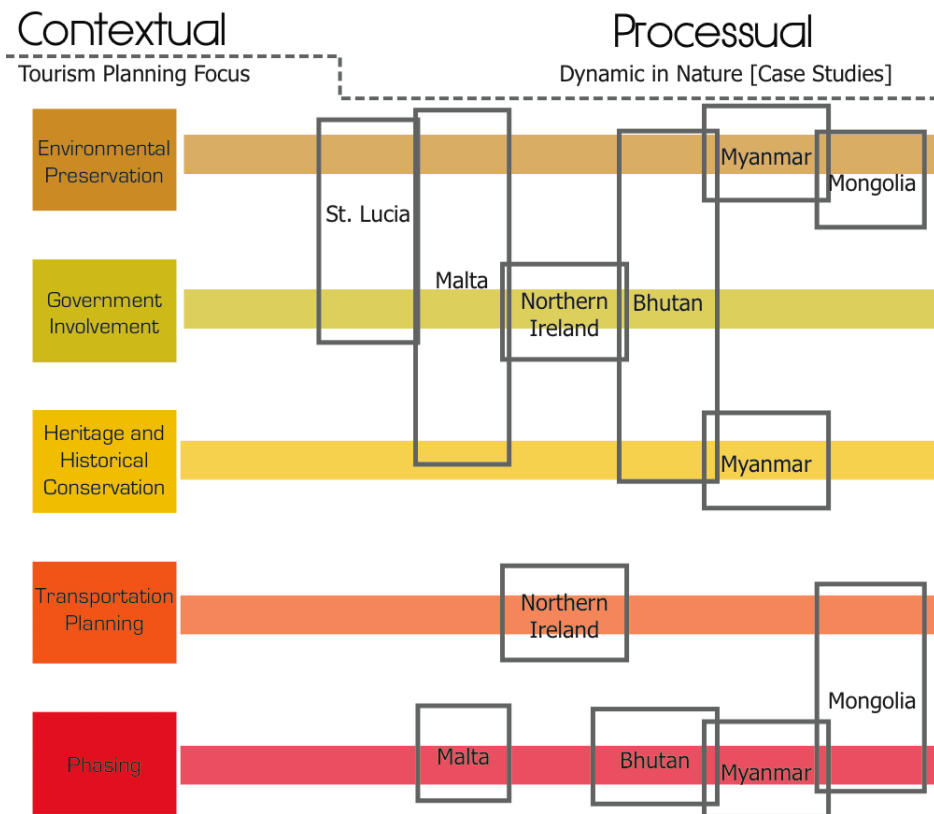 Contextual
Processual
Tourism Planning Focus
Dynamic in Nature [Case Studies]
Environmental
Preservation
Myanmar
Mongolia
St. Lucia
Malta
Government
Involvement
Northern
Ireland
Bhutan
Heritage and
Historical
Conservation
Myanmar
Transportation
Planning
Northern
Ireland
Mongolia
Phasing
Malta
Bhutan
Myanmar